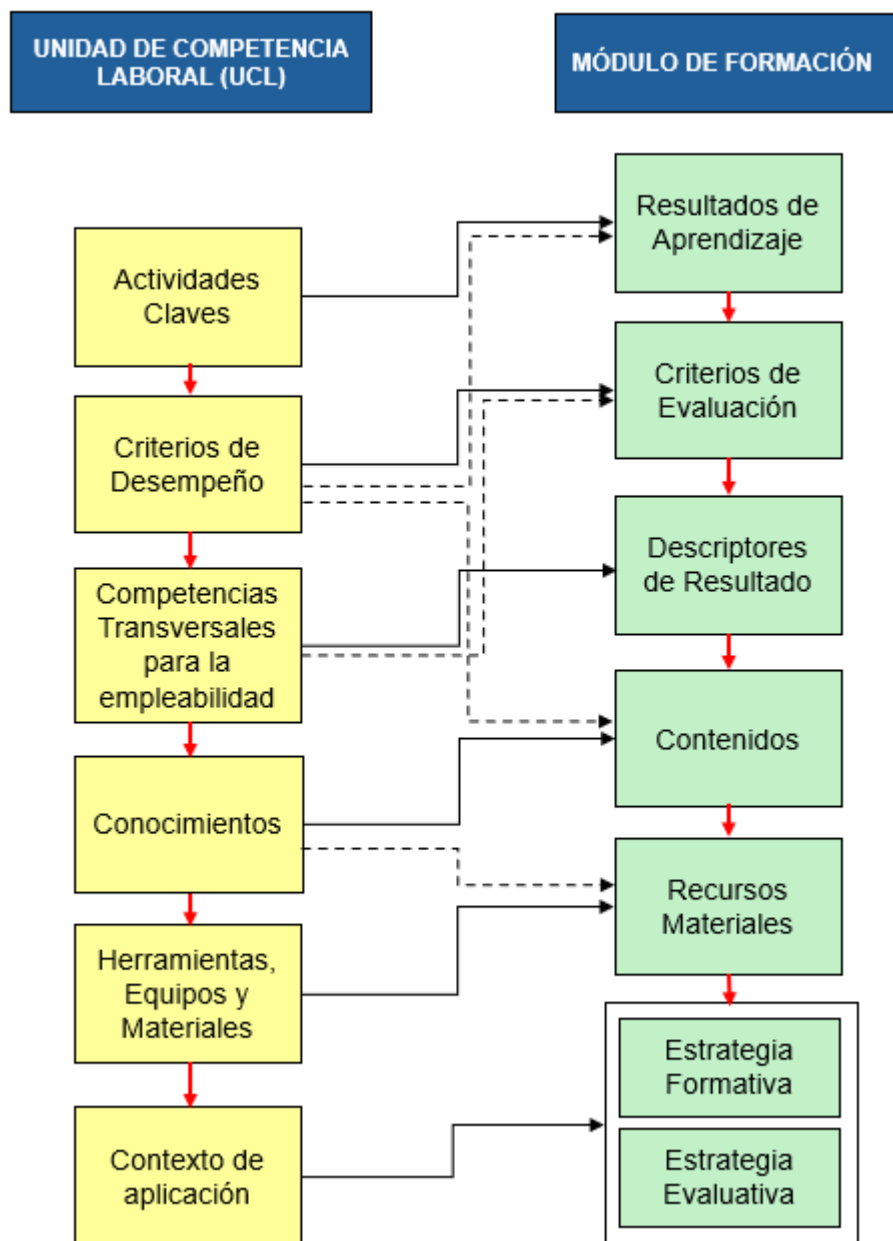 UNIDAD DE COMPETENCIA
LABORAL (UCL)
MÓDULO DE FORMACIÓN
Actividades
Claves
Criterios de
Desempeño
Competencias
Transversales
para la
empleabilidad
Conocimientos
Herramientas,
Equipos y
Materiales
Contexto de
aplicación
Resultados de
Aprendizaje
Criterios de
Evaluación
Descriptores
de Resultado
Contenidos
Recursos
Materiales
Estrategia
Formativa
Estrategia
Evaluativa